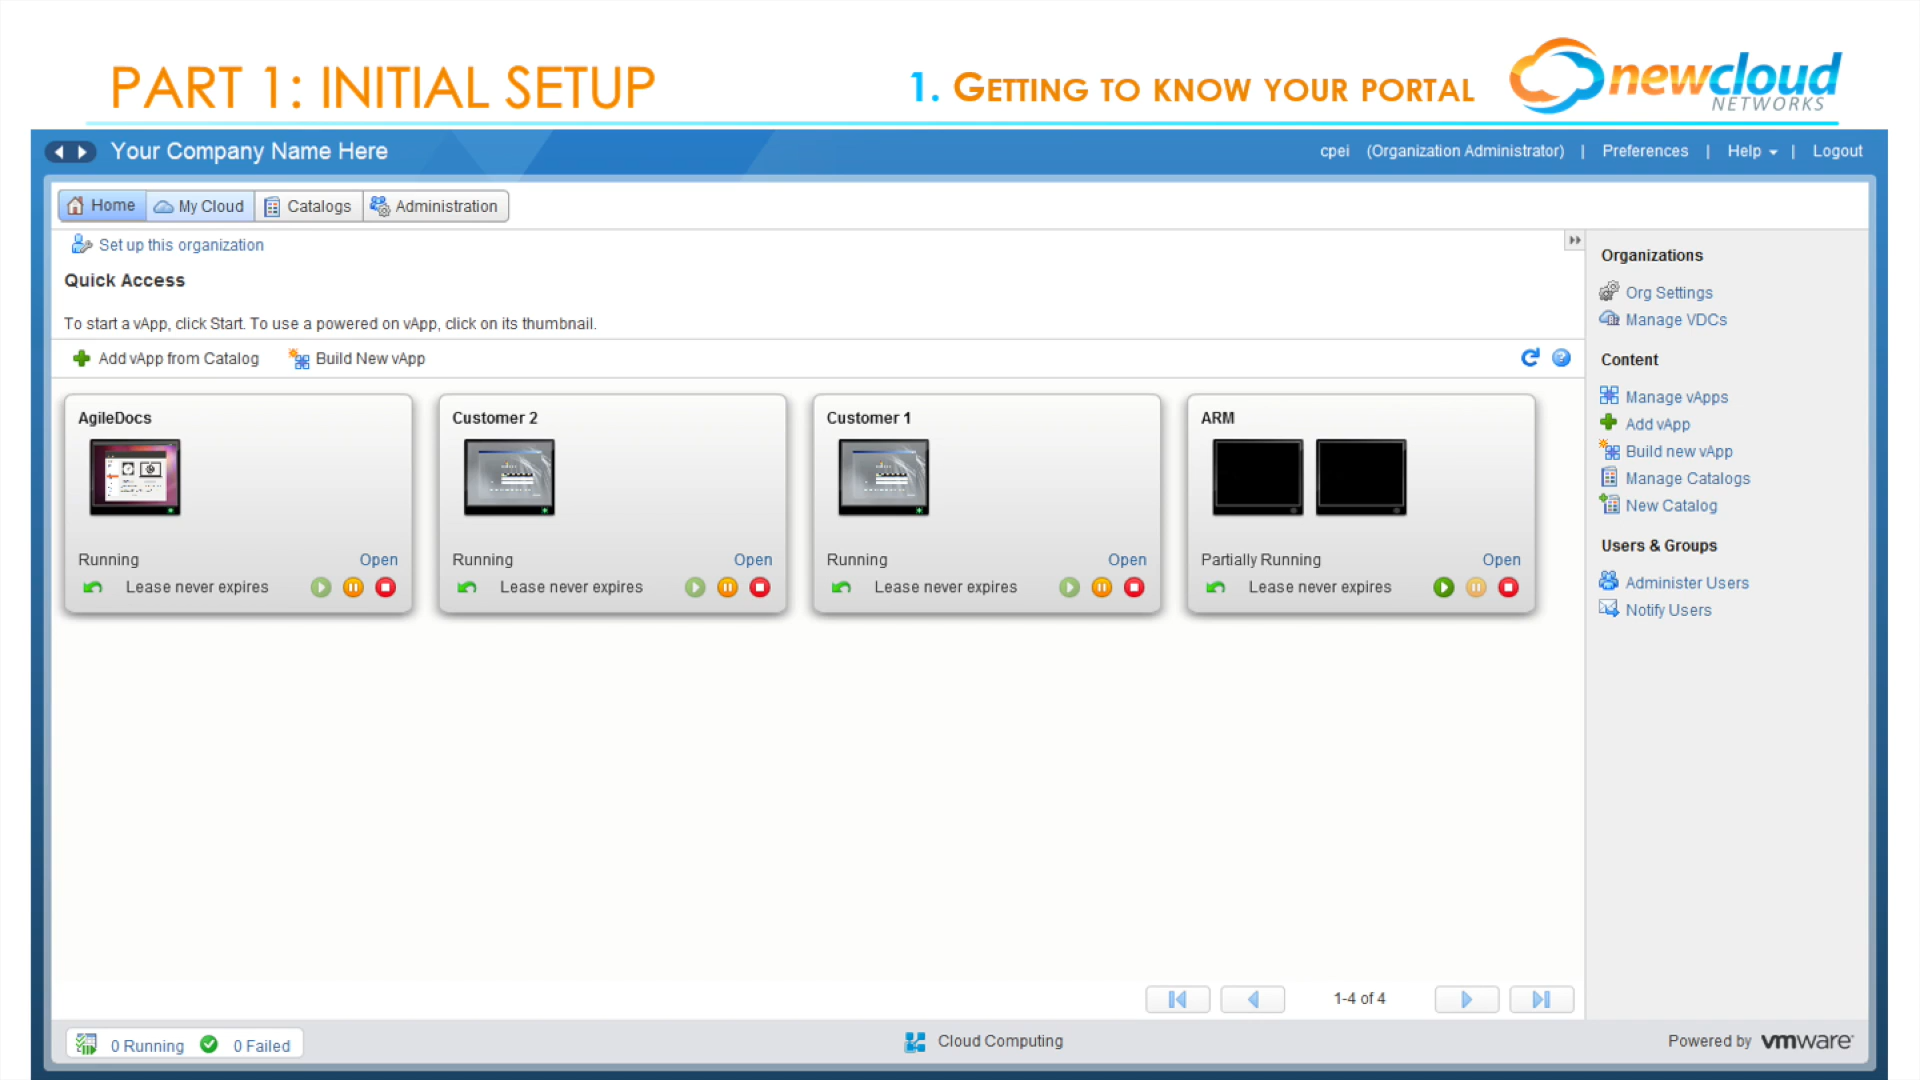 PART 1: INITIAL SETUP
1. GETTING TO KNOW YOUR PORTAL
newcloud
NETWORKS
Your Company Name Here
cpei (Organization Administrator) | Preferences | Help | Logout
Home My Cloud Catalogs Administration
Set up this organization
Quick Access
To start a vApp, click Start. To use a powered on vApp, click on its thumbnail.
Add vApp from Catalog Build New vApp
AgileDocs
Running Open
Lease never expires
Customer 2
Running Open
Lease never expires
Customer 1
Running Open
Lease never expires
ARM
Partially Running Open
Lease never expires
Organizations
Org Settings
Manage VDCs
Content
Manage vApps
Add vApp
Build new vApp
Manage Catalogs
New Catalog
Users & Groups
Administer Users
Notify Users
1-4 of 4
0 Running 0 Failed
Cloud Computing
Powered by vmware